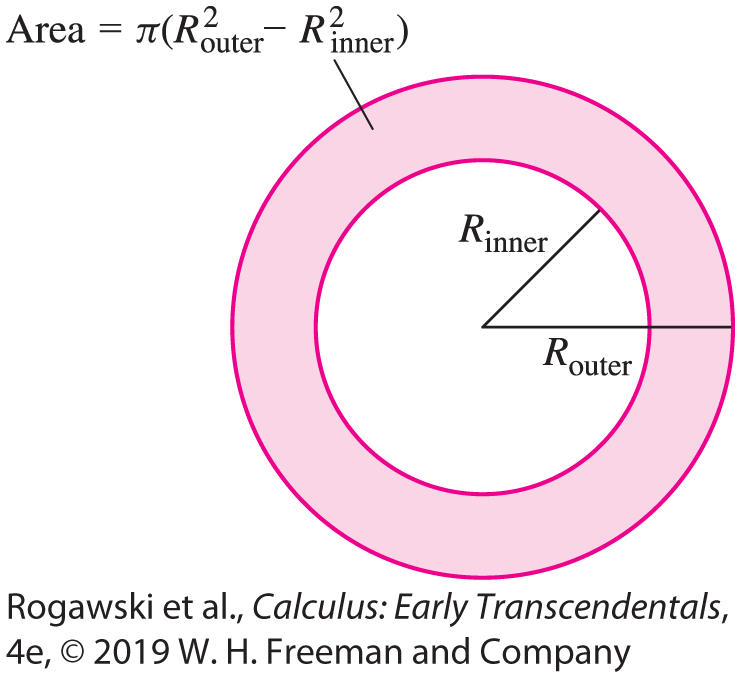 Area = π(R²outer − R²inner)
Rinner
Router
Rogawski et al., Calculus: Early Transcendentals,
4e, © 2019 W. H. Freeman and Company